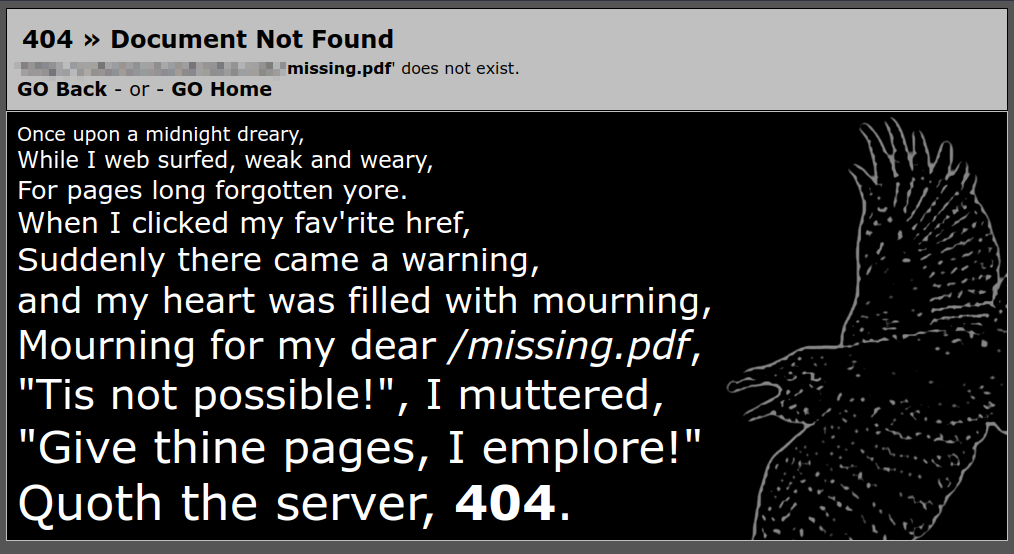 404 » Document Not Found
missing.pdf' does not exist.
GO Back - or - GO Home
Once upon a midnight dreary,
While I web surfed, weak and weary,
For pages long forgotten yore.
When I clicked my fav'rite href,
Suddenly there came a warning,
and my heart was filled with mourning,
Mourning for my dear /missing.pdf,
"Tis not possible!", I muttered,
"Give thine pages, I emplore!"
Quoth the server, 404.